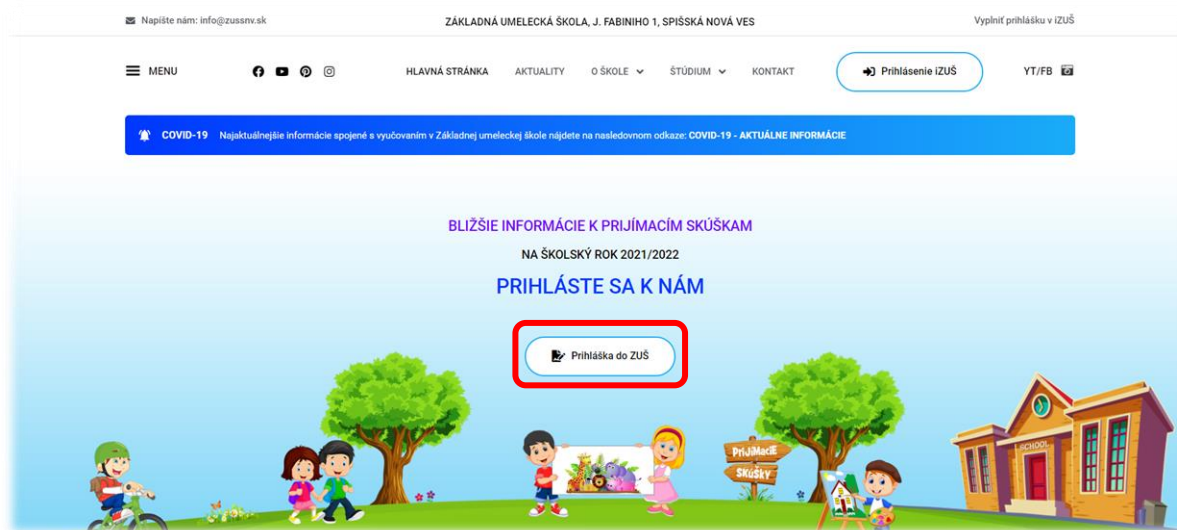 Napíšte nám: info@zussnv.sk
ZÁKLADNÁ UMELECKÁ ŠKOLA, J. FABINIHO 1, SPIŠSKÁ NOVÁ VES
Vyplniť prihlášku v iZUŠ
MENU
HLAVNÁ STRÁNKA
AKTUALITY
O ŠKOLE
ŠTÚDIUM
KONTAKT
Prihlásenie iZUŠ
YT/FB
COVID-19 Najaktuálnejšie informácie spojené s vyučovaním v Základnej umeleckej škole nájdete na nasledovnom odkaze: COVID-19 - AKTUÁLNE INFORMÁCIE
BLIŽŠIE INFORMÁCIE K PRIJÍMACÍM SKÚŠKAM
NA ŠKOLSKÝ ROK 2021/2022
PRIHLÁSTE SA K NÁM
Prihláška do ZUŠ
PriJíMacíE
SKúŠKy
SCHOOL